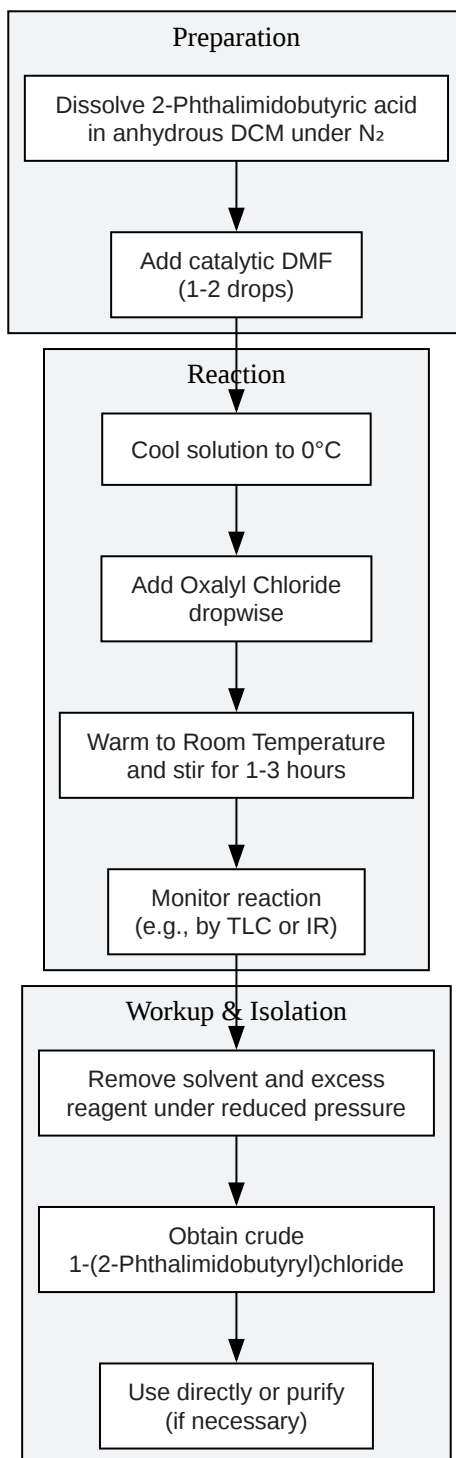 Preparation
Dissolve 2-Phthalimidobutyric acid
in anhydrous DCM under N₂
Add catalytic DMF
(1-2 drops)
Reaction
Cool solution to 0°C
Add Oxalyl Chloride
dropwise
Warm to Room Temperature
and stir for 1-3 hours
Monitor reaction
(e.g., by TLC or IR)
Workup & Isolation
Remove solvent and excess
reagent under reduced pressure
Obtain crude
1-(2-Phthalimidobutyryl)chloride
Use directly or purify
(if necessary)